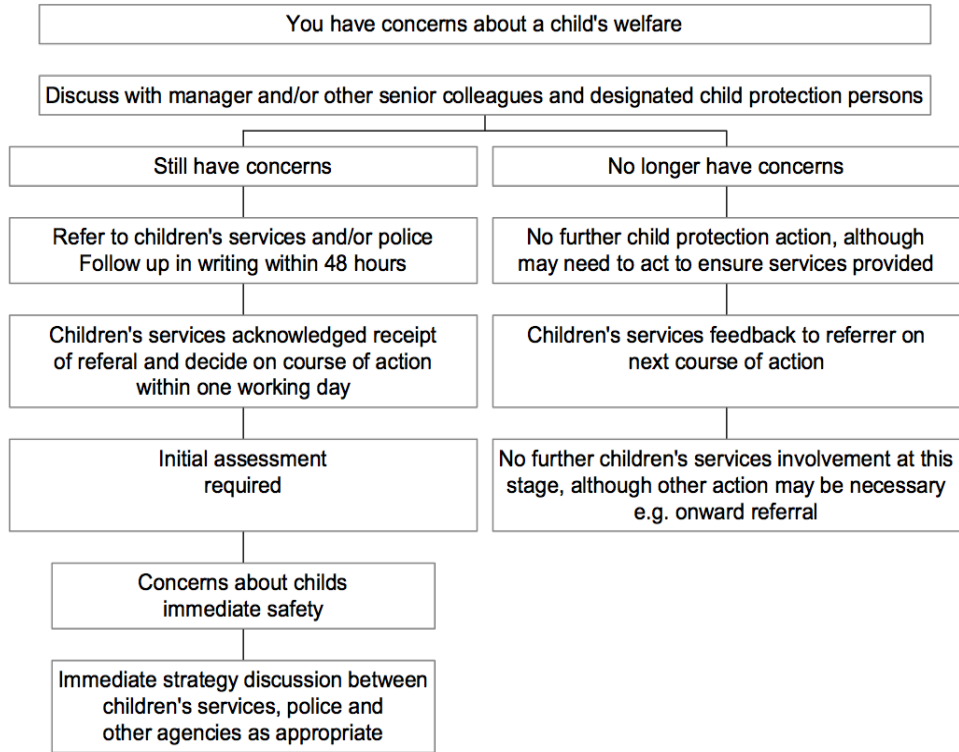 You have concerns about a child's welfare
Discuss with manager and/or other senior colleagues and designated child protection persons
Still have concerns
No longer have concerns
Refer to children's services and/or police
Follow up in writing within 48 hours
No further child protection action, although
may need to act to ensure services provided
Children's services acknowledged receipt
of referal and decide on course of action
within one working day
Children's services feedback to referrer on
next course of action
Initial assessment
required
No further children's services involvement at this
stage, although other action may be necessary
e.g. onward referral
Concerns about childs
immediate safety
Immediate strategy discussion between
children's services, police and
other agencies as appropriate